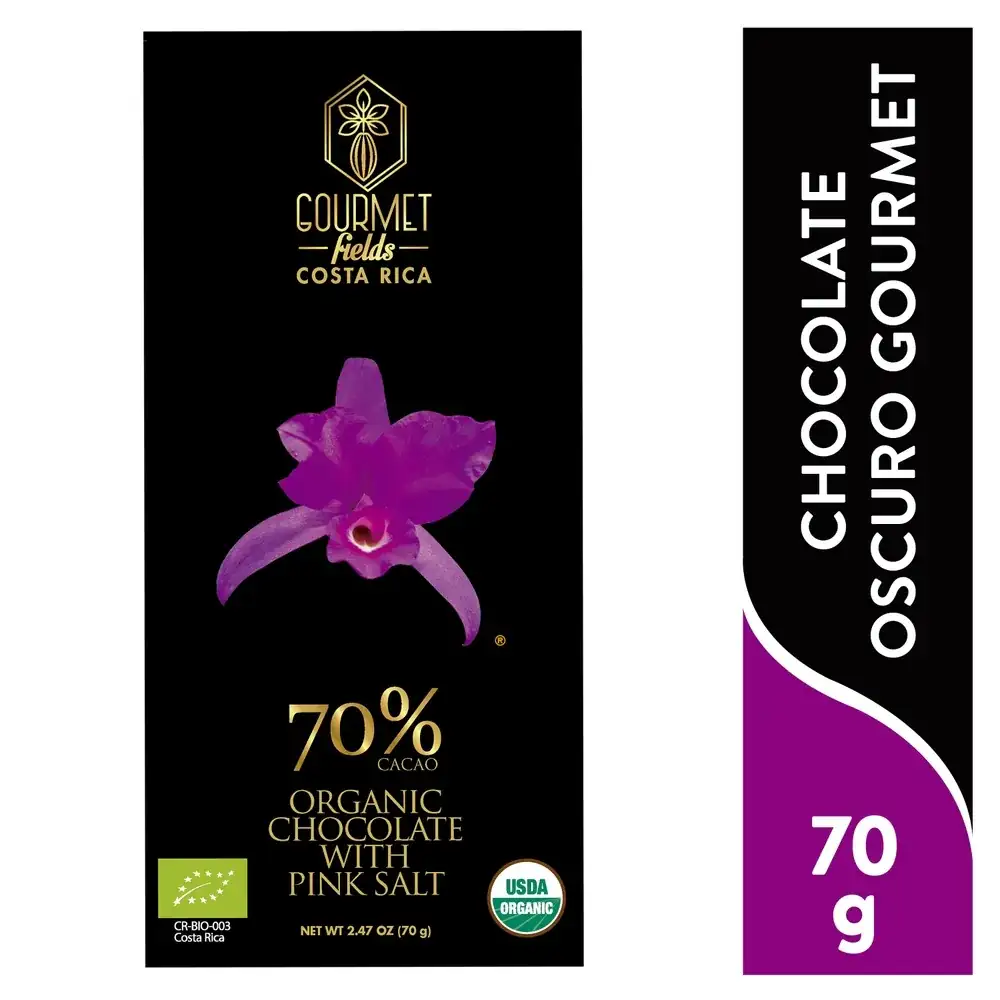 GOURMET
fields
COSTA RICA
®
70%
CACAO
ORGANIC
CHOCOLATE
WITH
PINK SALT
CR-BIO-003
Costa Rica
USDA
ORGANIC
NET WT 2.47 OZ (70 g)
CHOCOLATE
OSCURO GOURMET
70
g